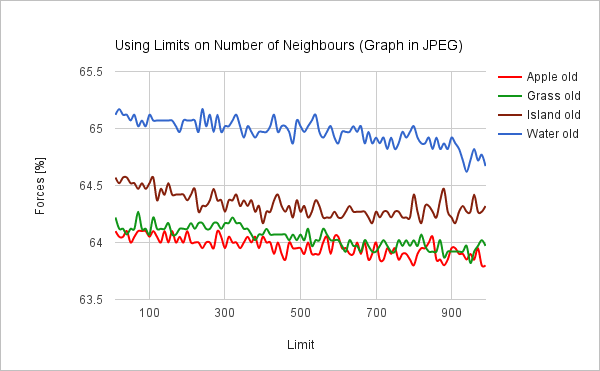 Using Limits on Number of Neighbours (Graph in JPEG)
65.5
65
64.5
64
63.5
Forces [%]
100
300
500
700
900
Limit
Apple old
Grass old
Island old
Water old